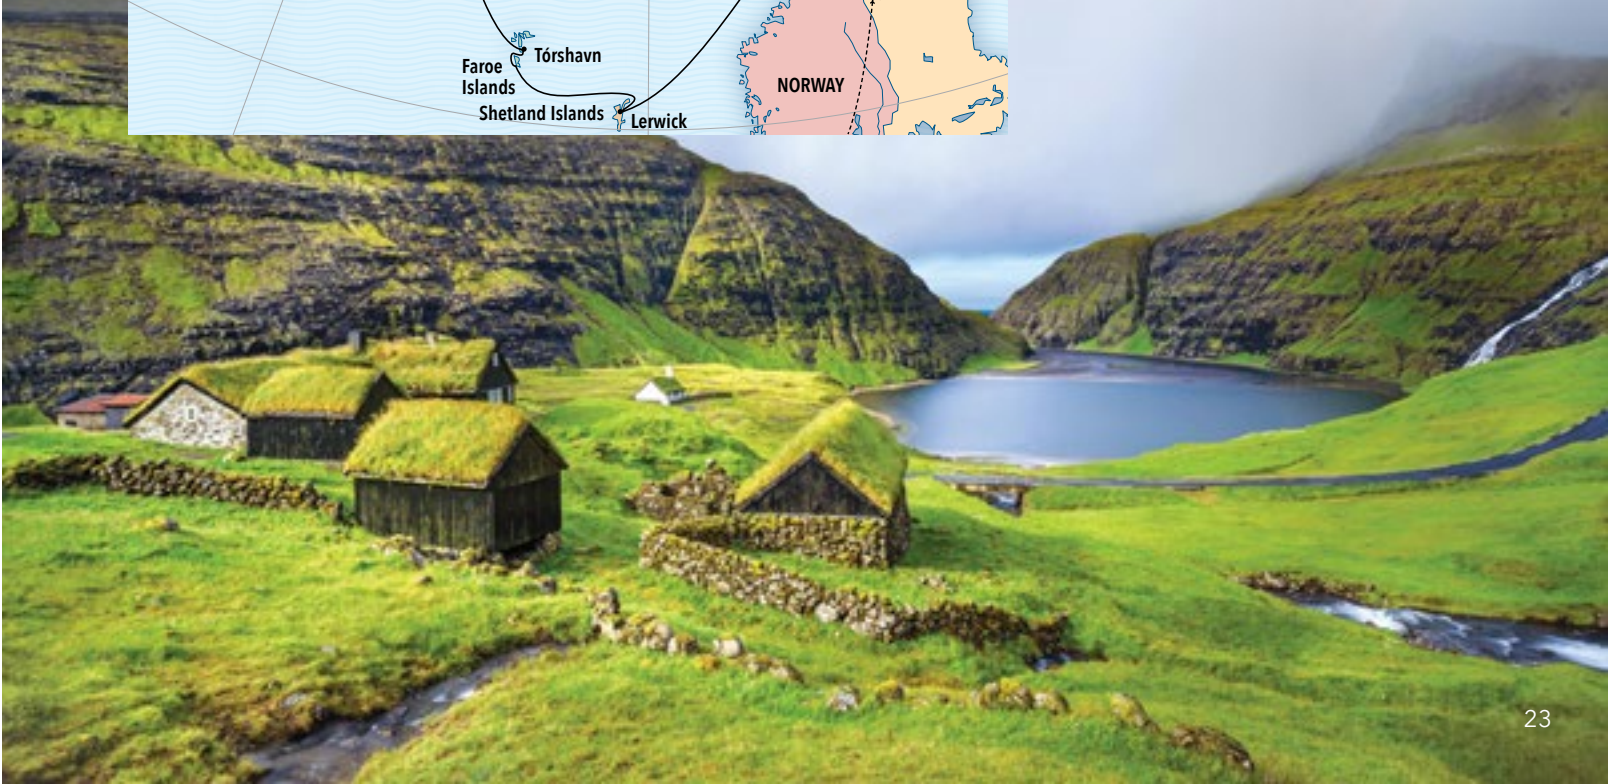 Tórshavn
Faroe
Islands
NORWAY
Shetland Islands
Lerwick
23